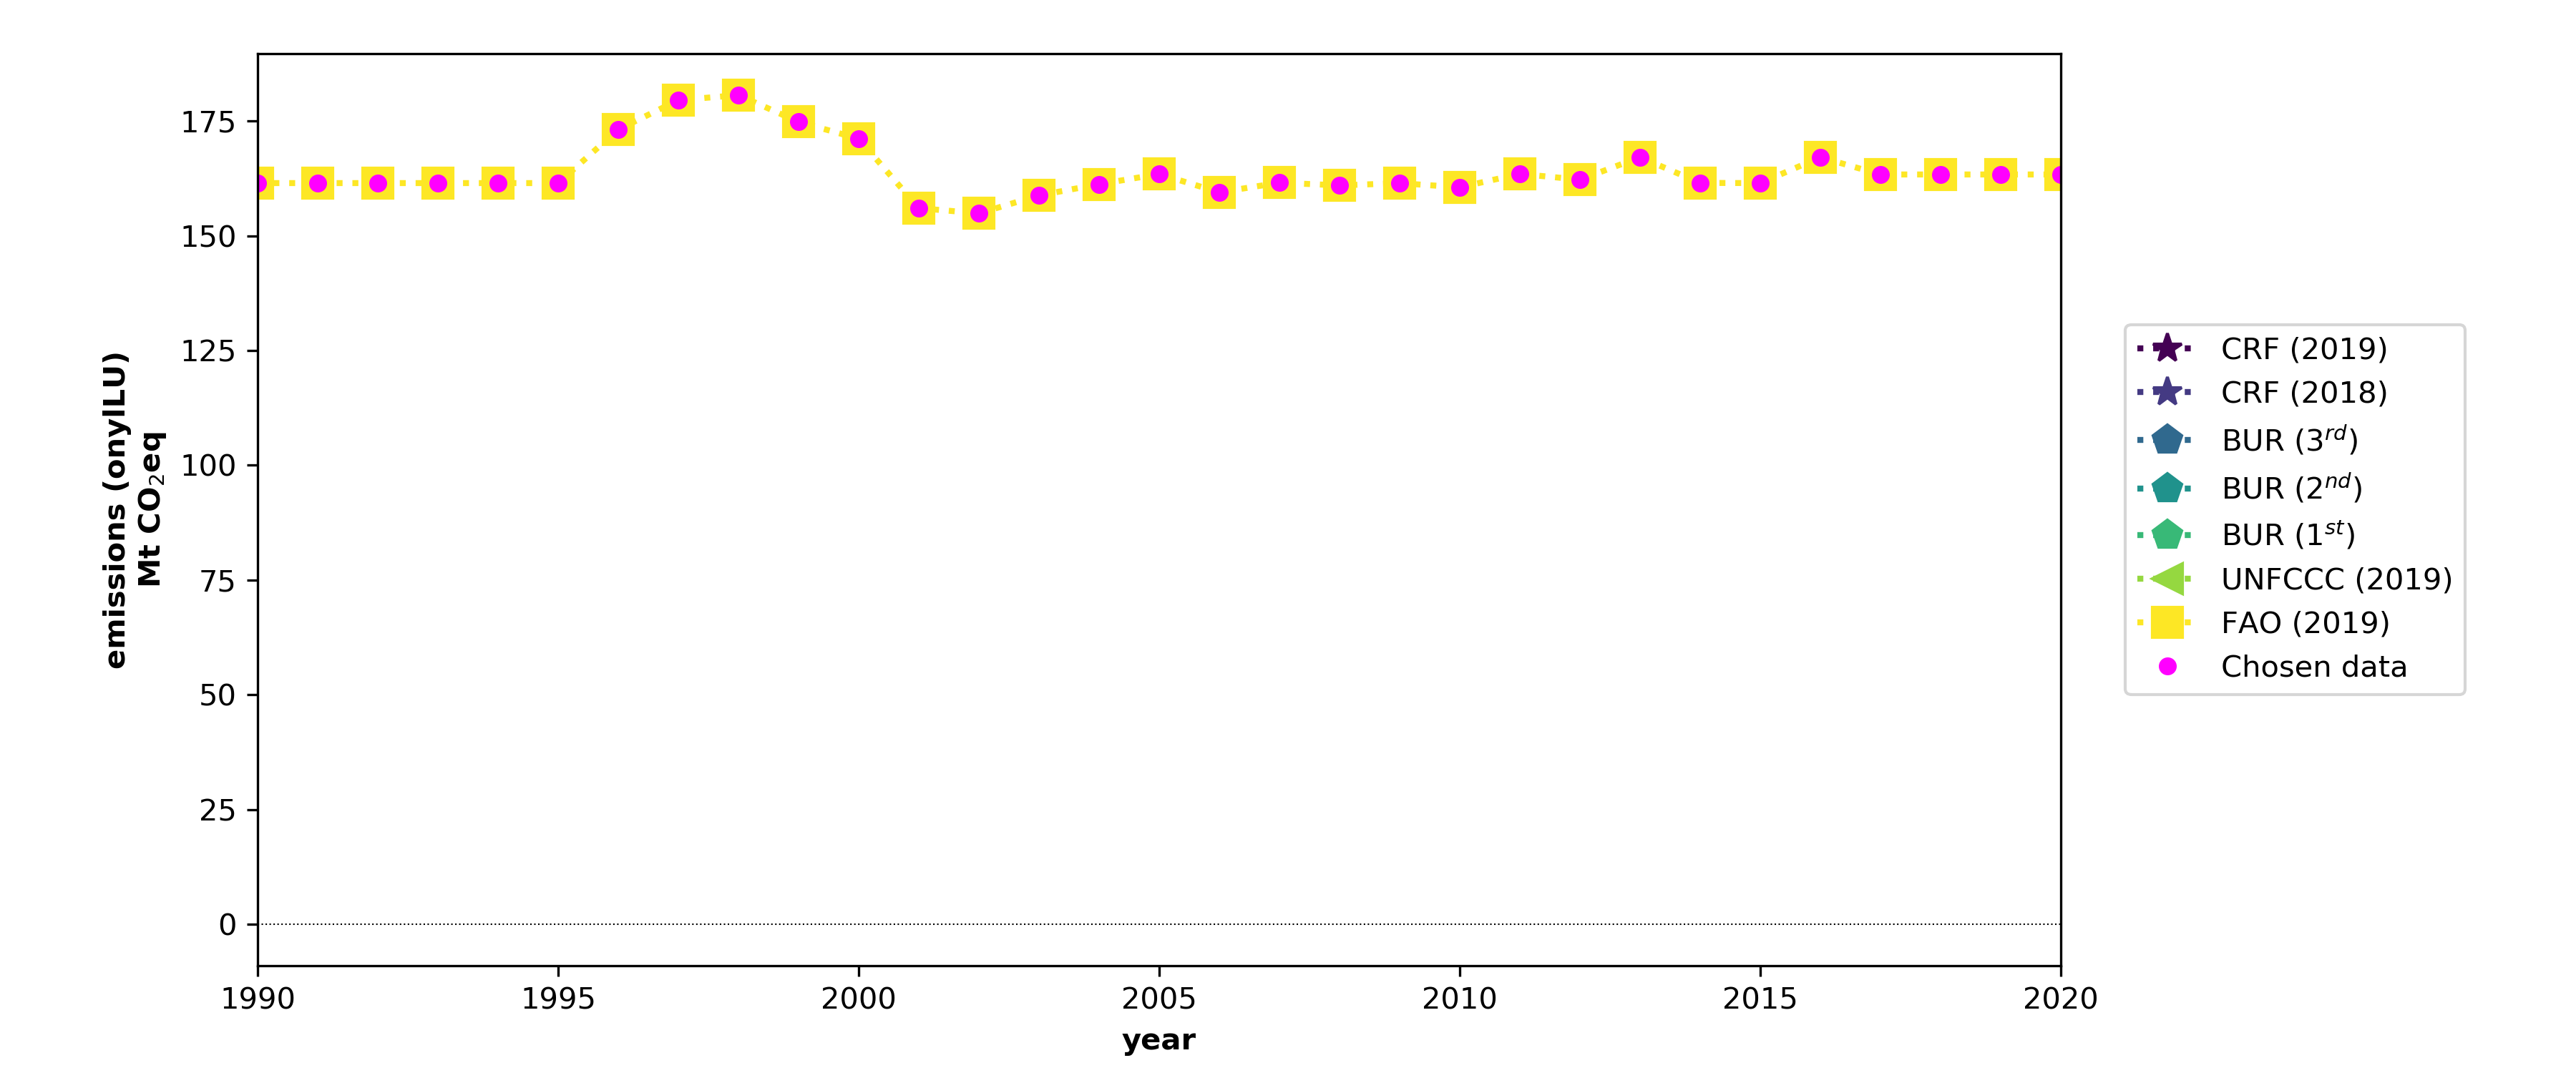 emissions (onylLU)
Mt CO₂eq
175
150
125
100
75
50
25
0
1990 1995 2000 2005 2010 2015 2020
year
CRF (2019)
CRF (2018)
BUR (3ʳᵈ)
BUR (2ⁿᵈ)
BUR (1ˢᵗ)
UNFCCC (2019)
FAO (2019)
Chosen data